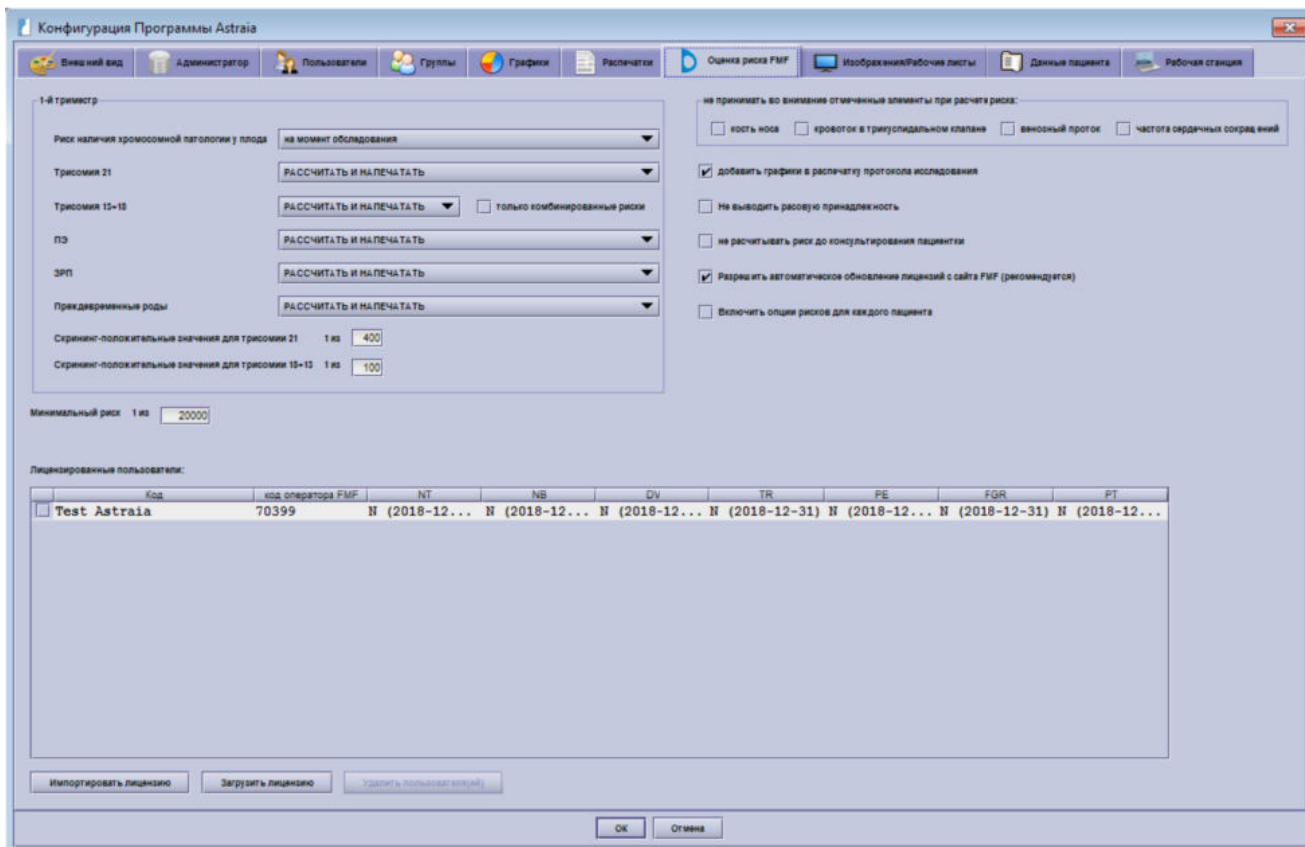 Конфигурация Программы Astraia
Внешний вид Администратор Пользователи Группы Графики Распечатки Оценка риска FMF Изображения/Рабочие листы Данные пациента Рабочая станция
1-й триместр
Риск наличия хромосомной патологии у плода на момент обследования
Трисомия 21 РАССЧИТАТЬ И НАПЕЧАТАТЬ
Трисомия 13-18 РАССЧИТАТЬ И НАПЕЧАТАТЬ только комбинированные риски
ПЭ РАССЧИТАТЬ И НАПЕЧАТАТЬ
ЗРП РАССЧИТАТЬ И НАПЕЧАТАТЬ
Преждевременные роды РАССЧИТАТЬ И НАПЕЧАТАТЬ
Скрининг-положительные значения для трисомии 21 1 из 400
Скрининг-положительные значения для трисомии 18+13 1 из 100
не принимать во внимание отмеченные элементы при расчете риска:
кость носа кровоток в трикуспидальном клапане венозный проток частота сердечных сокращений
добавить графики в распечатку протокола исследования
Не выводить расовую принадлежность
не расчитывать риск до консультирования пациентки
Разрешить автоматическое обновление лицензий с сайта FMF (рекомендуется)
Включить опции рисков для каждого пациента
Минимальный риск 1 из 20000
Лицензированные пользователи:
Код код оператора FMF NT NB DV TR PE FGR PT
Test Astraia 70399 N (2018-12... N (2018-12... N (2018-12... N (2018-12-31) N (2018-12... N (2018-12-31) N (2018-12...
Импортировать лицензию Загрузить лицензию Удалить пользователя(ей)
ОК Отмена